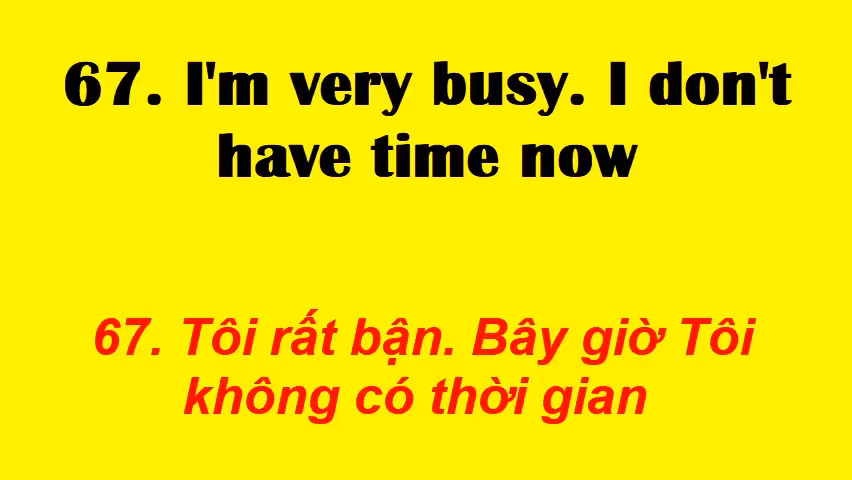 67. I'm very busy. I don't
have time now
67. Tôi rất bận. Bây giờ Tôi
không có thời gian